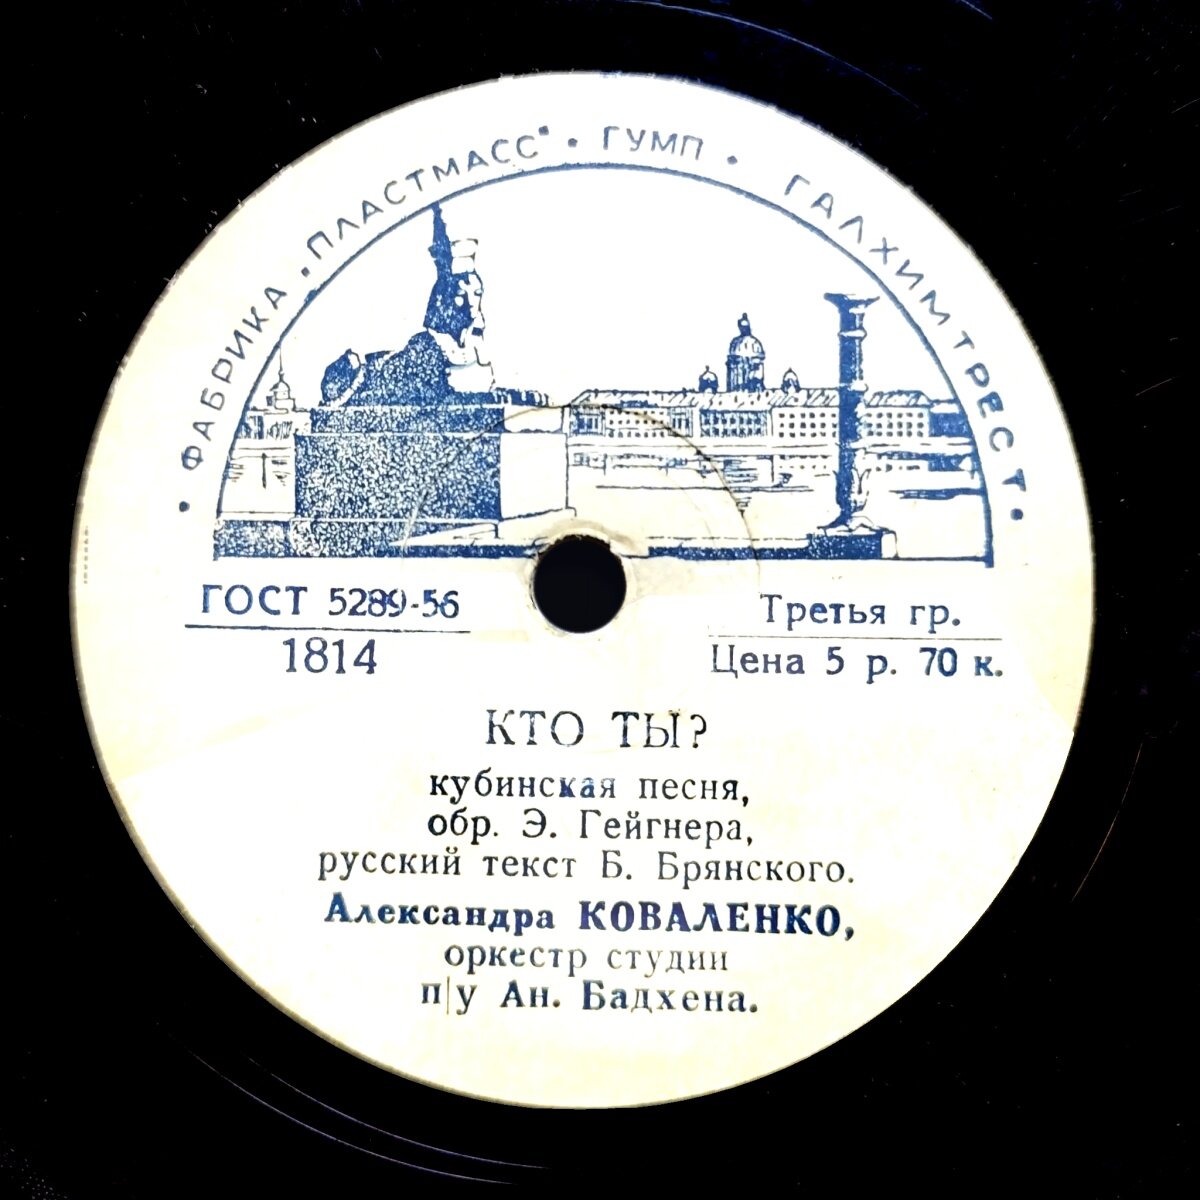 • ФАБРИКА „ПЛАСТМАСС" • ГУМП • ГАЛХИМТРЕСТ •
ГОСТ 5289-56
1814
Третья гр.
Цена 5 р. 70 к.
КТО ТЫ?
кубинская песня,
обр. Э. Гейгнера,
русский текст Б. Брянского.
Александра КОВАЛЕНКО,
оркестр студии
п/у Ан. Бадхена.